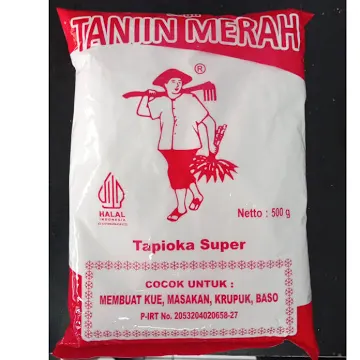 TANIIN MERAH
®
HALAL
INDONESIA
Netto : 500 g
Tapioka Super
COCOK UNTUK :
MEMBUAT KUE, MASAKAN, KRUPUK, BASO
P-IRT No. 2053204020658-27